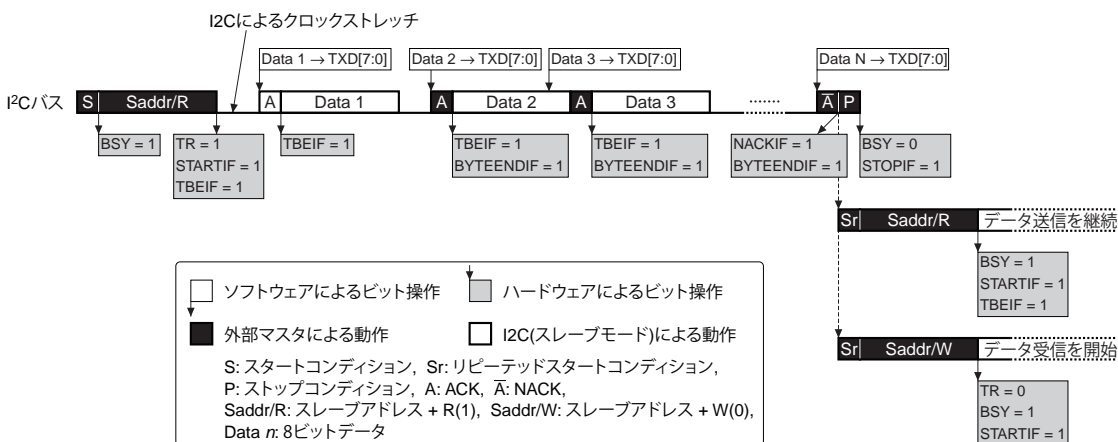 I2Cによるクロックストレッチ
Data 1 → TXD[7:0]
Data 2 → TXD[7:0]
Data 3 → TXD[7:0]
Data N → TXD[7:0]
I²Cバス
S
Saddr/R
A
Data 1
A
Data 2
A
Data 3
.......
A̅
P
BSY = 1
TR = 1
STARTIF = 1
TBEIF = 1
TBEIF = 1
TBEIF = 1
BYTEENDIF = 1
TBEIF = 1
BYTEENDIF = 1
NACKIF = 1
BYTEENDIF = 1
BSY = 0
STOPIF = 1
Sr
Saddr/R
データ送信を継続
BSY = 1
STARTIF = 1
TBEIF = 1
Sr
Saddr/W
データ受信を開始
TR = 0
BSY = 1
STARTIF = 1
ソフトウェアによるビット操作
ハードウェアによるビット操作
外部マスタによる動作
I2C(スレーブモード)による動作
S: スタートコンディション, Sr: リピーテッドスタートコンディション,
P: ストップコンディション, A: ACK, A̅: NACK,
Saddr/R: スレーブアドレス + R(1), Saddr/W: スレーブアドレス + W(0),
Data n: 8ビットデータ